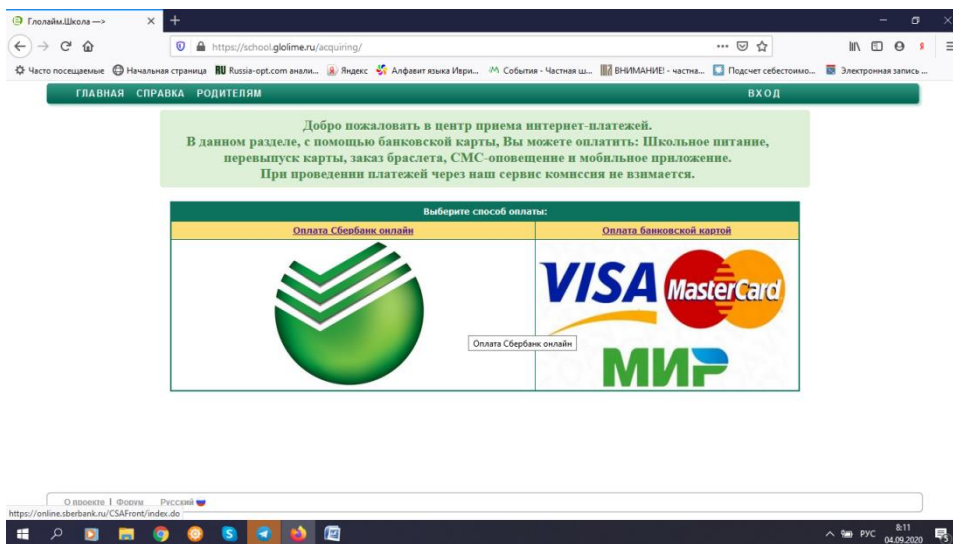 Глолайм.Школа —>
https://school.glolime.ru/acquiring/
Часто посещаемые Начальная страница RU Russia-opt.com анали... Яндекс Алфавит языка Иври... События - Частная ш... ВНИМАНИЕ! - частна... Подсчет себестоимо... Электронная запись ...
ГЛАВНАЯ СПРАВКА РОДИТЕЛЯМ ВХОД
Добро пожаловать в центр приема интернет-платежей.
В данном разделе, с помощью банковской карты, Вы можете оплатить: Школьное питание,
перевыпуск карты, заказ браслета, СМС-оповещение и мобильное приложение.
При проведении платежей через наш сервис комиссия не взимается.
Выберите способ оплаты:
Оплата Сбербанк онлайн Оплата банковской картой
VISA MasterCard
Оплата Сбербанк онлайн
МИР
О проекте | Форум Русский
https://online.sberbank.ru/CSAFront/index.do
РУС 8:11
04.09.2020